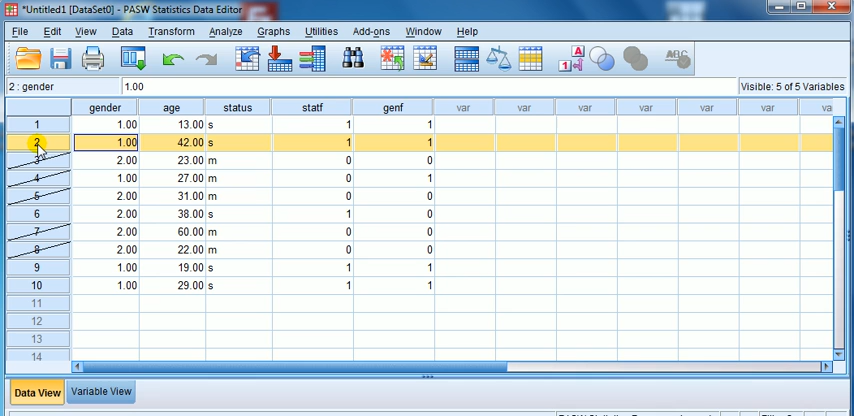 *Untitled1 [DataSet0] - PASW Statistics Data Editor
File Edit View Data Transform Analyze Graphs Utilities Add-ons Window Help
2 : gender 1.00 Visible: 5 of 5 Variables
gender age status statf genf var var var var var
1 1.00 13.00 s 1 1
2 1.00 42.00 s 1 1
3 2.00 23.00 m 0 0
4 1.00 27.00 m 0 1
5 2.00 31.00 m 0 0
6 2.00 38.00 s 1 0
7 2.00 60.00 m 0 0
8 2.00 22.00 m 0 0
9 1.00 19.00 s 1 1
10 1.00 29.00 s 1 1
11
12
13
14
Data View Variable View